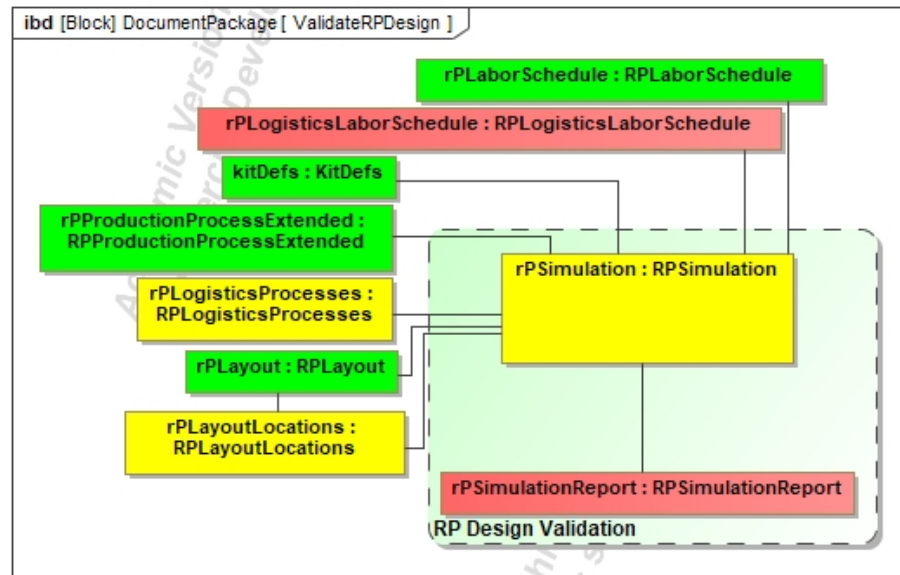 ibd [Block] DocumentPackage [ ValidateRPDesign ]
rPLaborSchedule : RPLaborSchedule
rPLogisticsLaborSchedule : RPLogisticsLaborSchedule
kitDefs : KitDefs
rPProductionProcessExtended :
RPProductionProcessExtended
rPSimulation : RPSimulation
rPLogisticsProcesses :
RPLogisticsProcesses
rPLayout : RPLayout
rPLayoutLocations :
RPLayoutLocations
rPSimulationReport : RPSimulationReport
RP Design Validation